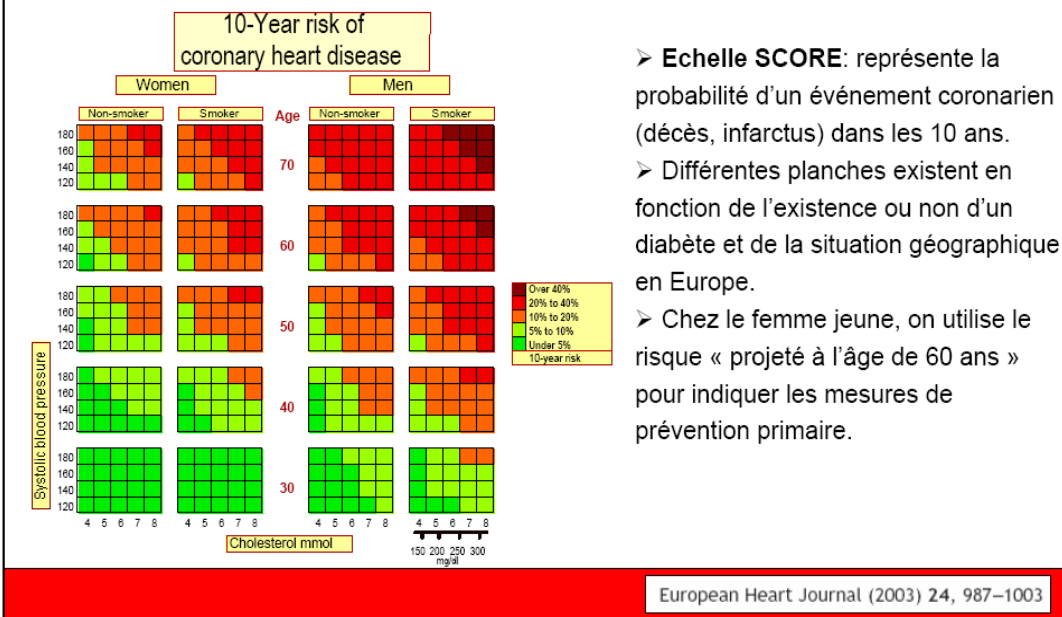 10-Year risk of
coronary heart disease
Women
Men
Non-smoker
Smoker
Age
Non-smoker
Smoker
180
160
140
120
70
180
160
140
120
60
180
160
140
120
50
180
160
140
120
40
180
160
140
120
30
Systolic blood pressure
4 5 6 7 8
4 5 6 7 8
4 5 6 7 8
4 5 6 7 8
Cholesterol mmol
150 200 250 300
mg/dl
Over 40%
20% to 40%
10% to 20%
5% to 10%
Under 5%
10-year risk
➢ Echelle SCORE: représente la
probabilité d’un événement coronarien
(décès, infarctus) dans les 10 ans.
➢ Différentes planches existent en
fonction de l’existence ou non d’un
diabète et de la situation géographique
en Europe.
➢ Chez le femme jeune, on utilise le
risque « projeté à l’âge de 60 ans »
pour indiquer les mesures de
prévention primaire.
European Heart Journal (2003) 24, 987–1003